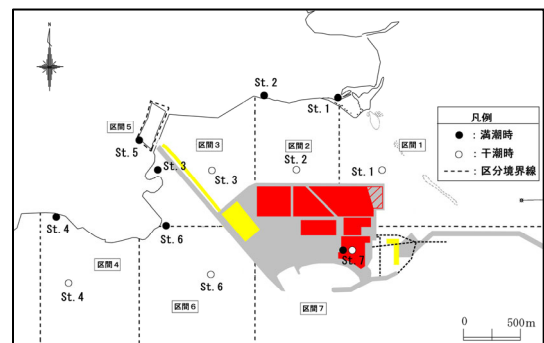 N
St. 2
St. 1
凡例
● : 満潮時
○ : 干潮時
: 区分境界線
区間5
区間3
区間2
区間1
St. 5
St. 3
St. 3
St. 2
St. 1
St. 4
St. 6
St. 7
区間4
St. 4
St. 6
区間6
区間7
0 500m